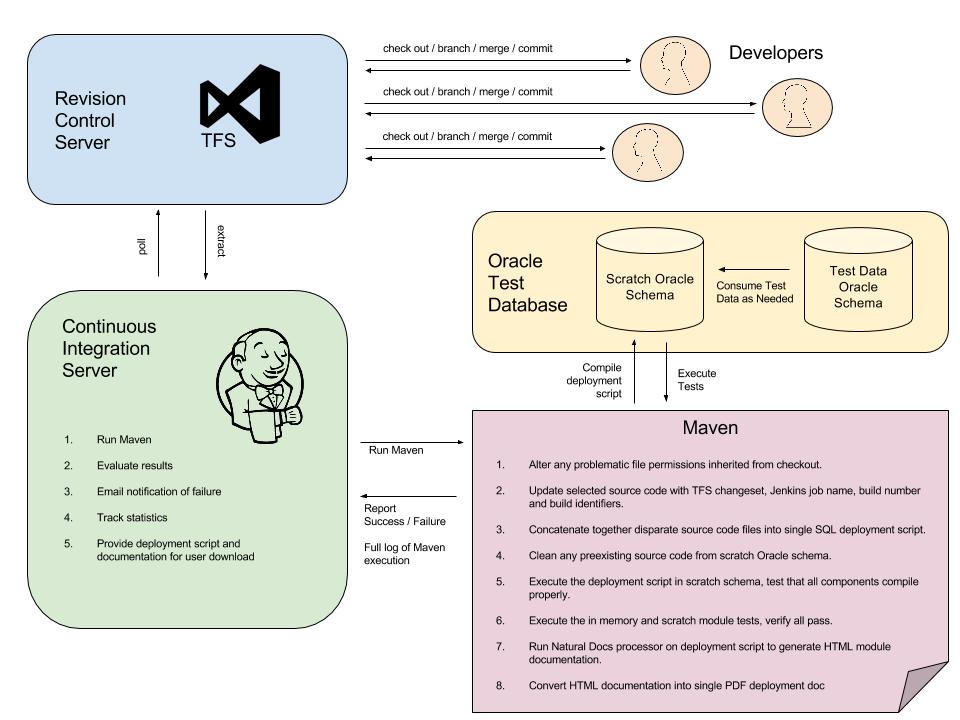 check out / branch / merge / commit
Developers
check out / branch / merge / commit
check out / branch / merge / commit
Revision
Control
Server
TFS
poll
extract
Oracle
Test
Database
Scratch Oracle
Schema
Consume Test
Data as Needed
Test Data
Oracle
Schema
Compile
deployment
script
Execute
Tests
Continuous
Integration
Server
1. Run Maven
2. Evaluate results
3. Email notification of failure
4. Track statistics
5. Provide deployment script and
documentation for user download
Run Maven
Report
Success / Failure
Full log of Maven
execution
Maven
1. Alter any problematic file permissions inherited from checkout.
2. Update selected source code with TFS changeset, Jenkins job name, build number
and build identifiers.
3. Concatenate together disparate source code files into single SQL deployment script.
4. Clean any preexisting source code from scratch Oracle schema.
5. Execute the deployment script in scratch schema, test that all components compile
properly.
6. Execute the in memory and scratch module tests, verify all pass.
7. Run Natural Docs processor on deployment script to generate HTML module
documentation.
8. Convert HTML documentation into single PDF deployment doc